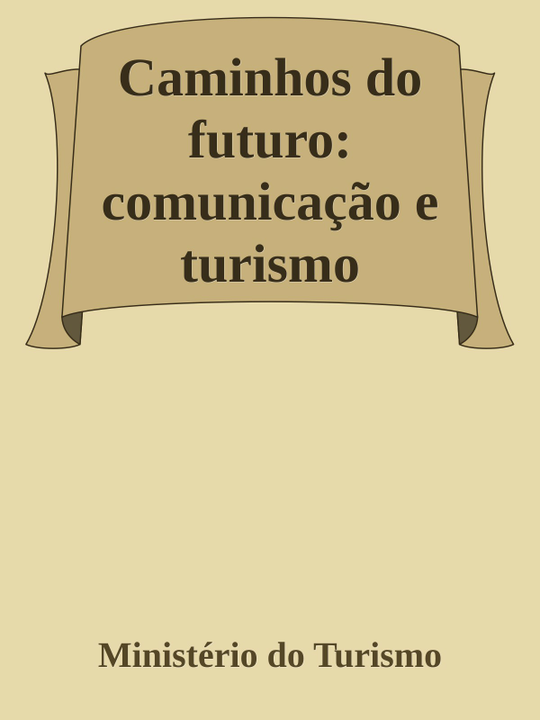 Caminhos do
futuro:
comunicação e
turismo
Ministério do Turismo